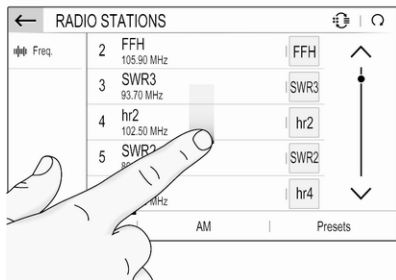 RADIO STATIONS
Freq.
2 FFH FFH
105.90 MHz
3 SWR3 SWR3
93.70 MHz
4 hr2 hr2
102.50 MHz
5 SWR2 SWR2
hr4
MHz
AM Presets